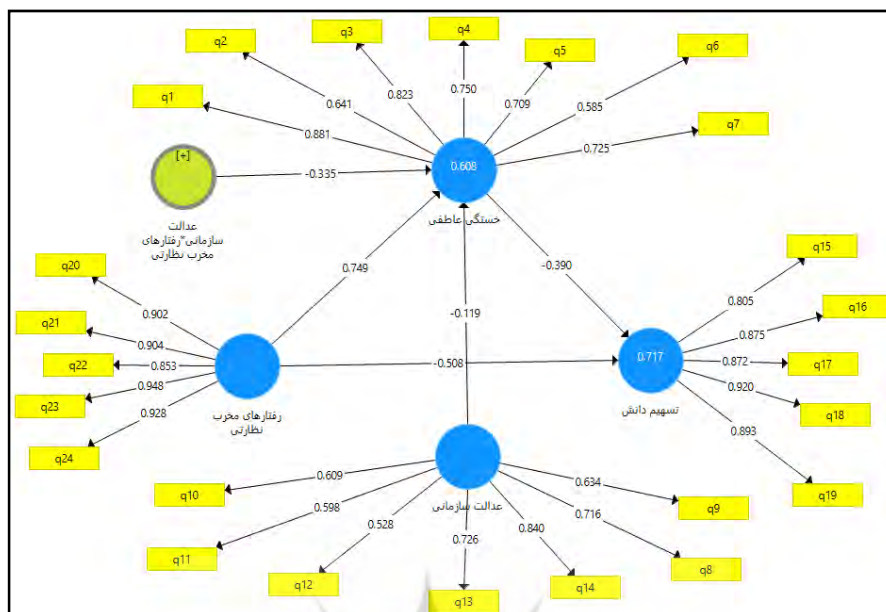 q4
q3
q2
q5
q6
q1
q7
0.750
0.823
0.641
0.709
0.585
0.881
0.725
[+]
0.608
-0.335
خستگی عاطفی
عدالت
سازمانی*رفتارهای
مخرب نظارتی
q20
q21
q22
q23
q24
0.902
0.904
0.853
0.948
0.928
0.749
-0.119
-0.390
-0.508
رفتارهای مخرب
نظارتی
0.717
تسهیم دانش
q15
q16
q17
q18
q19
0.805
0.875
0.872
0.920
0.893
عدالت سازمانی
0.609
0.598
0.528
0.726
0.840
0.716
0.634
q10
q11
q12
q13
q14
q8
q9